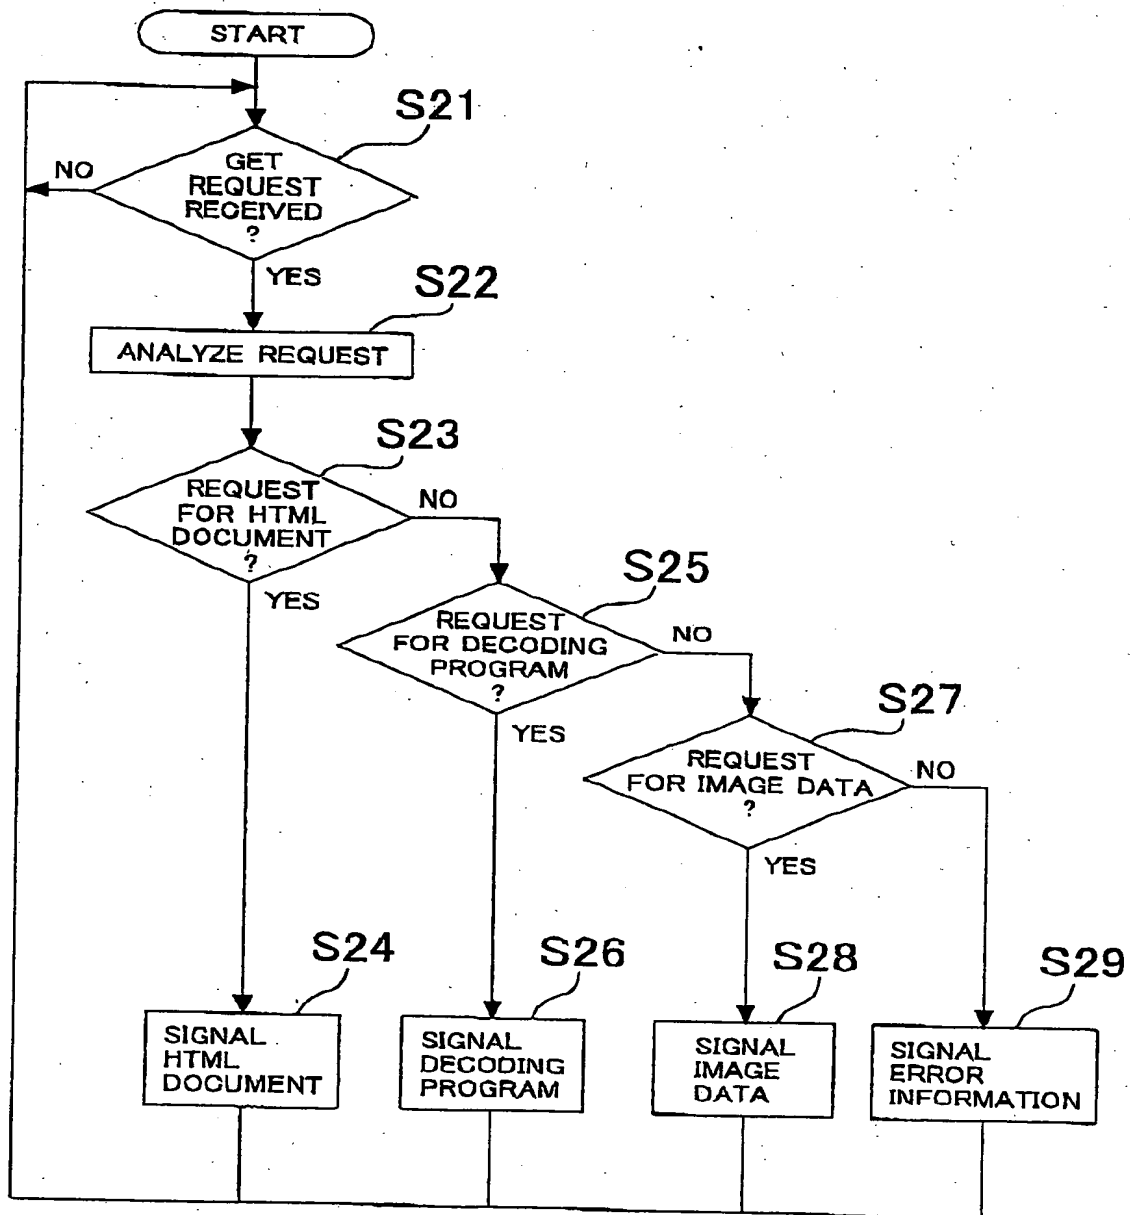 START
S21
NO
GET
REQUEST
RECEIVED
?
YES
S22
ANALYZE REQUEST
S23
REQUEST
FOR HTML
DOCUMENT
?
NO
YES
S25
REQUEST
FOR DECODING
PROGRAM
?
NO
YES
S27
REQUEST
FOR IMAGE DATA
?
NO
YES
S24
SIGNAL
HTML
DOCUMENT
S26
SIGNAL
DECODING
PROGRAM
S28
SIGNAL
IMAGE
DATA
S29
SIGNAL
ERROR
INFORMATION